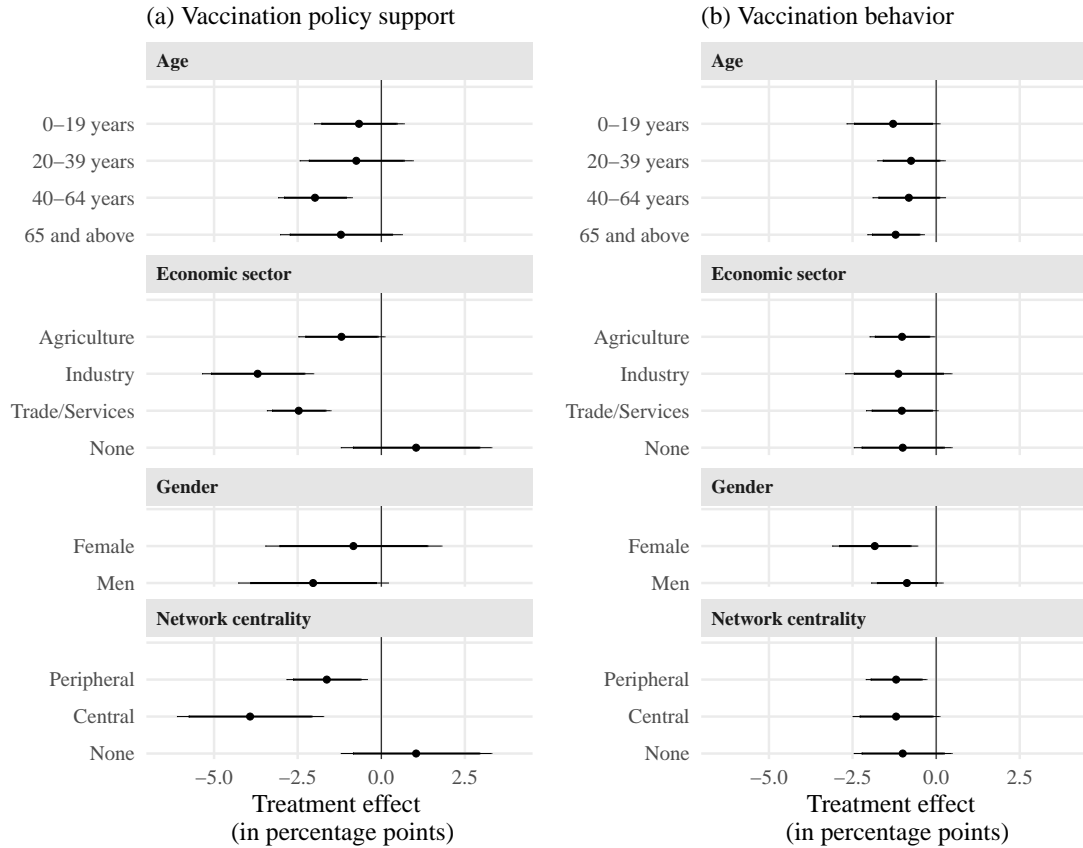 (a) Vaccination policy support
Age
0–19 years
20–39 years
40–64 years
65 and above
Economic sector
Agriculture
Industry
Trade/Services
None
Gender
Female
Men
Network centrality
Peripheral
Central
None
−5.0 −2.5 0.0 2.5
Treatment effect
(in percentage points)
(b) Vaccination behavior
Age
0–19 years
20–39 years
40–64 years
65 and above
Economic sector
Agriculture
Industry
Trade/Services
None
Gender
Female
Men
Network centrality
Peripheral
Central
None
−5.0 −2.5 0.0 2.5
Treatment effect
(in percentage points)